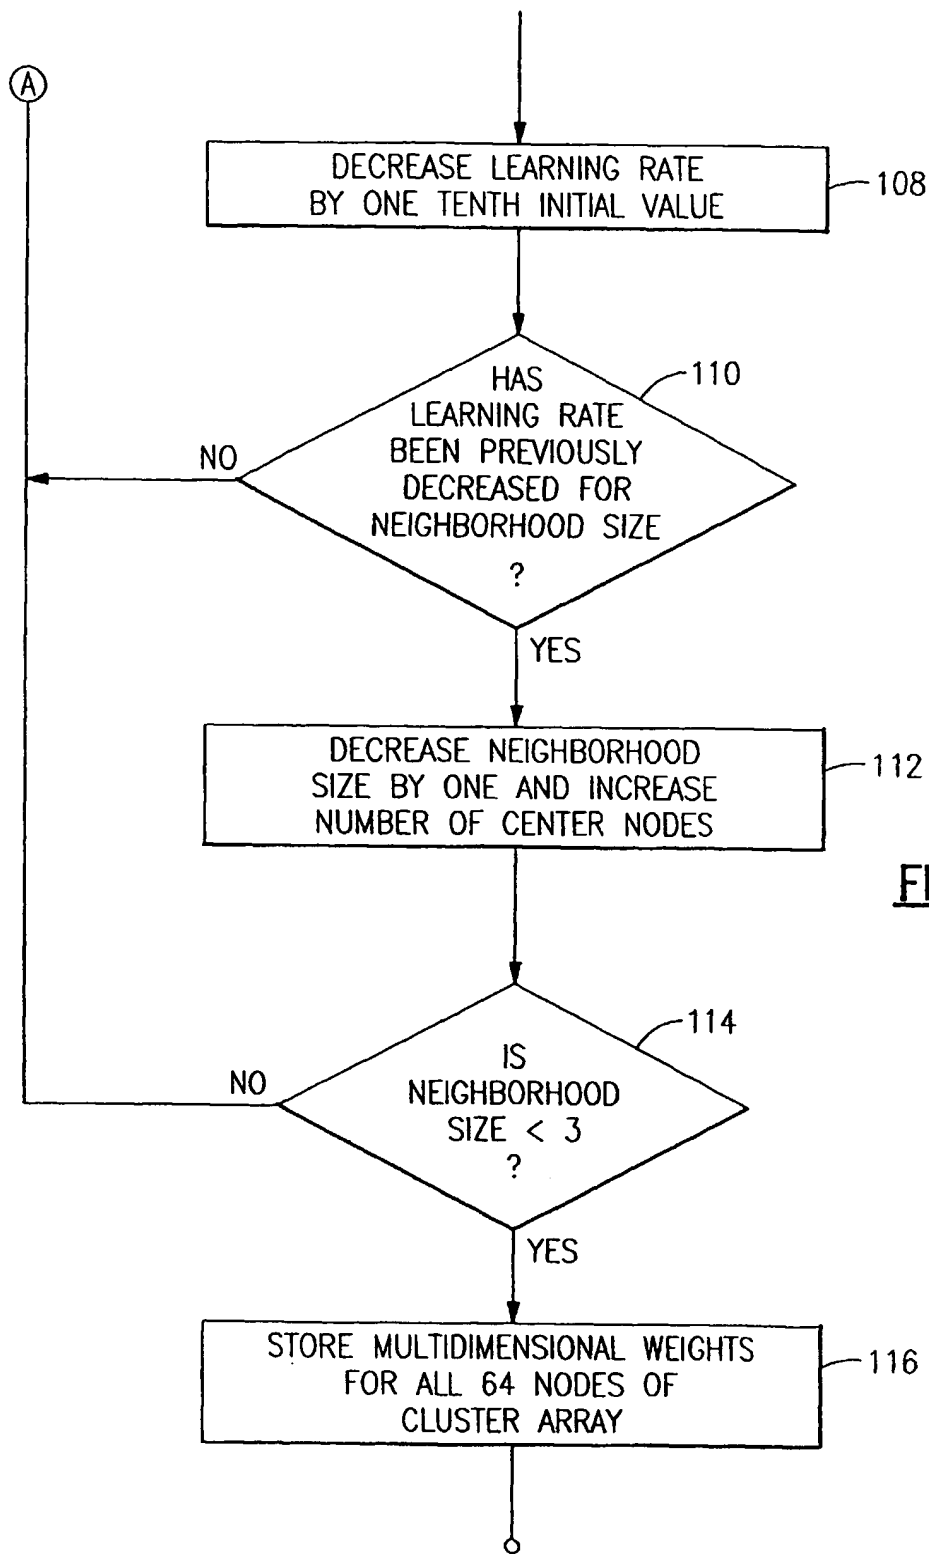 A
DECREASE LEARNING RATE
BY ONE TENTH INITIAL VALUE
108
HAS
LEARNING RATE
BEEN PREVIOUSLY
DECREASED FOR
NEIGHBORHOOD SIZE
?
110
NO
YES
DECREASE NEIGHBORHOOD
SIZE BY ONE AND INCREASE
NUMBER OF CENTER NODES
112
IS
NEIGHBORHOOD
SIZE < 3
?
114
NO
YES
STORE MULTIDIMENSIONAL WEIGHTS
FOR ALL 64 NODES OF
CLUSTER ARRAY
116